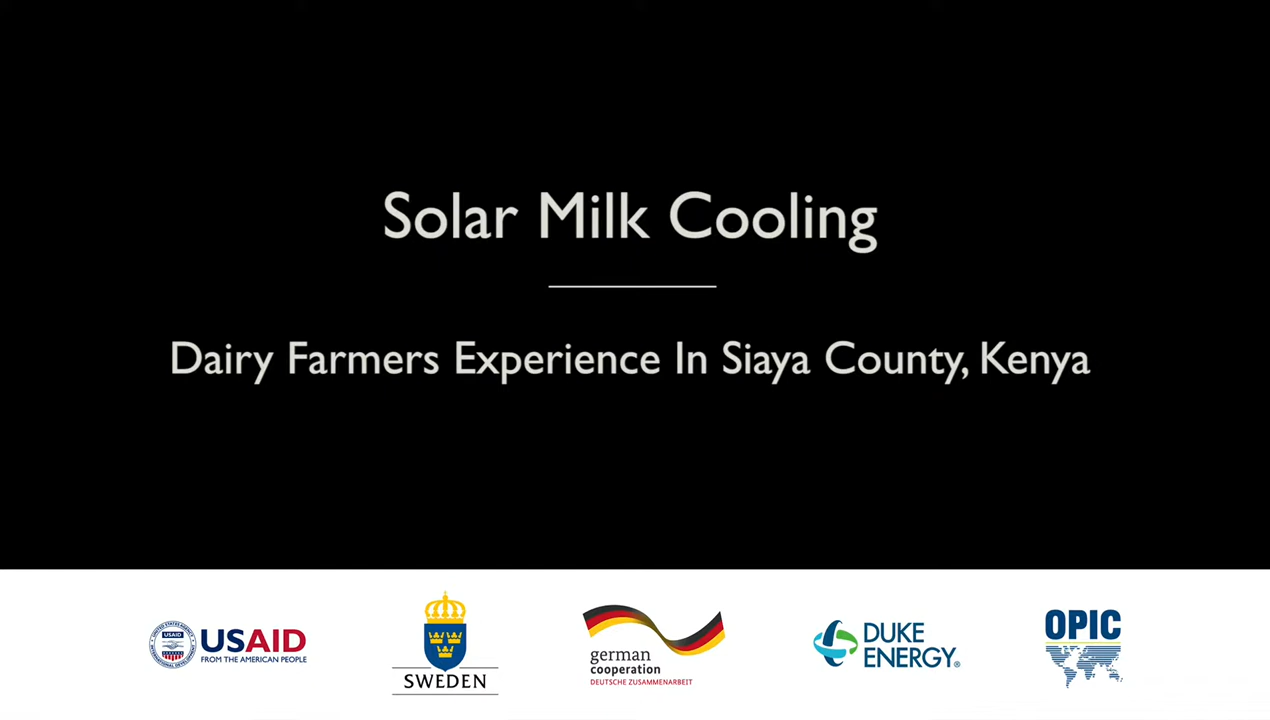 Solar Milk Cooling
Dairy Farmers Experience In Siaya County, Kenya
USAID
FROM THE AMERICAN PEOPLE
SWEDEN
german
cooperation
DEUTSCHE ZUSAMMENARBEIT
DUKE
ENERGY®
OPIC